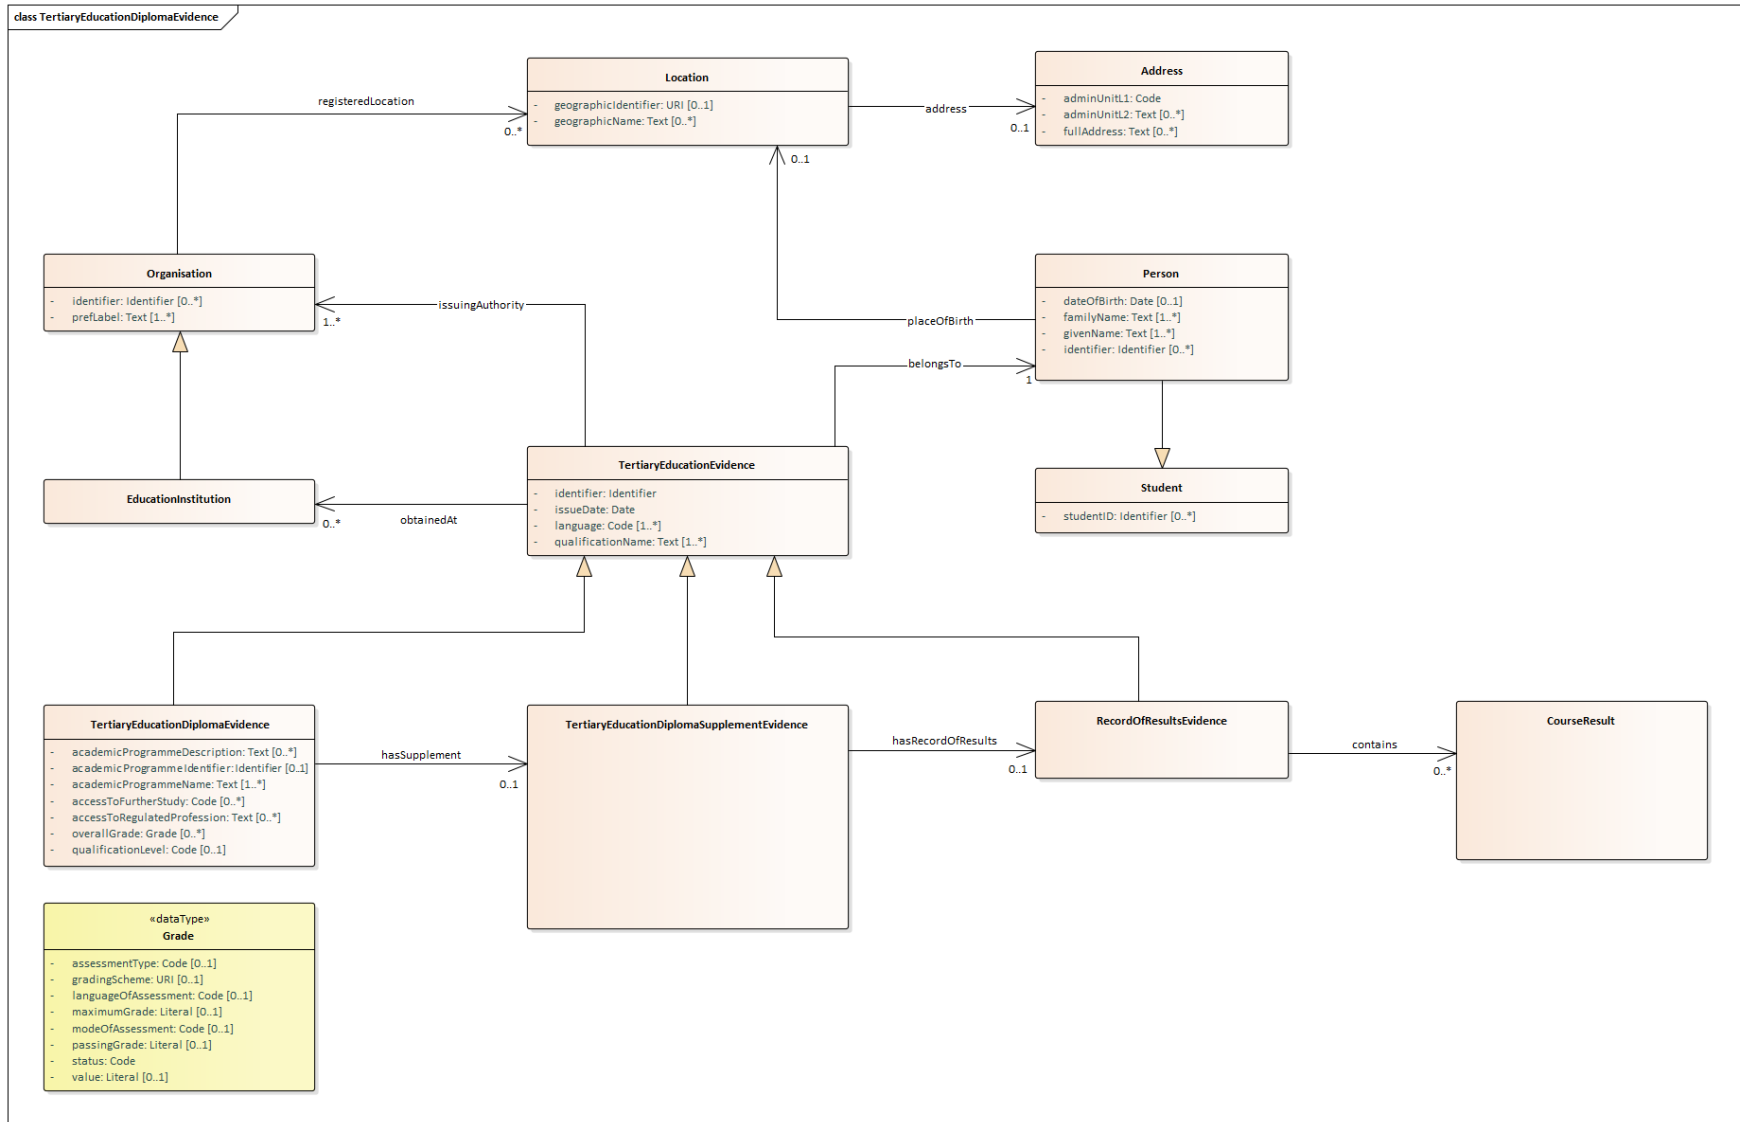 class TertiaryEducationDiplomaEvidence
Location
- geographicIdentifier: URI [0..1]
- geographicName: Text [0..*]
Address
- adminUnitL1: Code
- adminUnitL2: Text [0..*]
- fullAddress: Text [0..*]
registeredLocation
0..*
address
0..1
0..1
Organisation
- identifier: Identifier [0..*]
- prefLabel: Text [1..*]
issuingAuthority
1..*
Person
- dateOfBirth: Date [0..1]
- familyName: Text [1..*]
- givenName: Text [1..*]
- identifier: Identifier [0..*]
placeOfBirth
belongsTo
1
EducationInstitution
obtainedAt
0..*
TertiaryEducationEvidence
- identifier: Identifier
- issueDate: Date
- language: Code [1..*]
- qualificationName: Text [1..*]
Student
- studentID: Identifier [0..*]
TertiaryEducationDiplomaEvidence
- academicProgrammeDescription: Text [0..*]
- academicProgrammeIdentifier:Identifier [0..1]
- academicProgrammeName: Text [1..*]
- accessToFurtherStudy: Code [0..*]
- accessToRegulatedProfession: Text [0..*]
- overallGrade: Grade [0..*]
- qualificationLevel: Code [0..1]
hasSupplement
0..1
TertiaryEducationDiplomaSupplementEvidence
hasRecordOfResults
0..1
RecordOfResultsEvidence
contains
0..*
CourseResult
«dataType»
Grade
- assessmentType: Code [0..1]
- gradingScheme: URI [0..1]
- languageOfAssessment: Code [0..1]
- maximumGrade: Literal [0..1]
- modeOfAssessment: Code [0..1]
- passingGrade: Literal [0..1]
- status: Code
- value: Literal [0..1]